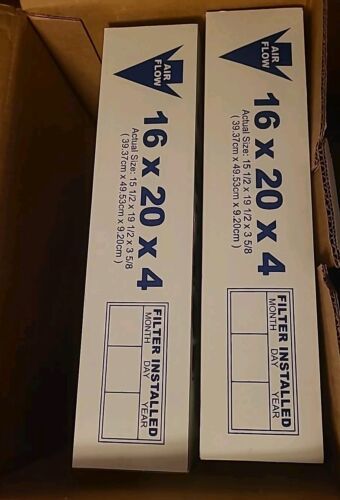 AIR
FLOW
16 x 20 x 4
Actual Size: 15 1/2 x 19 1/2 x 3 5/8
( 39.37cm x 49.53cm x 9.20cm )
FILTER INSTALLED
MONTH DAY YEAR
AIR
FLOW
16 x 20 x 4
Actual Size: 15 1/2 x 19 1/2 x 3 5/8
( 39.37cm x 49.53cm x 9.20cm )
FILTER INSTALLED
MONTH DAY YEAR